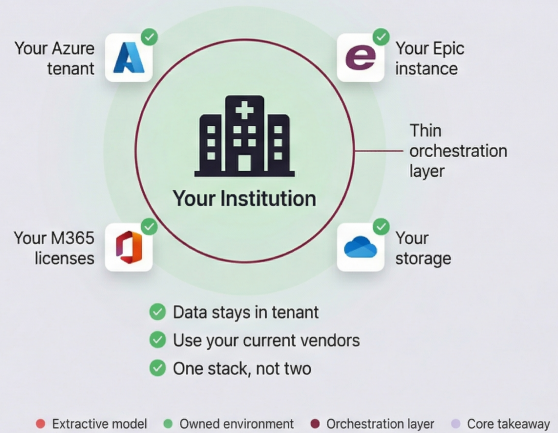 Your Azure
tenant
Your Epic
instance
Thin
orchestration
layer
Your Institution
Your M365
licenses
Your
storage
Data stays in tenant
Use your current vendors
One stack, not two
Extractive model
Owned environment
Orchestration layer
Core takeaway